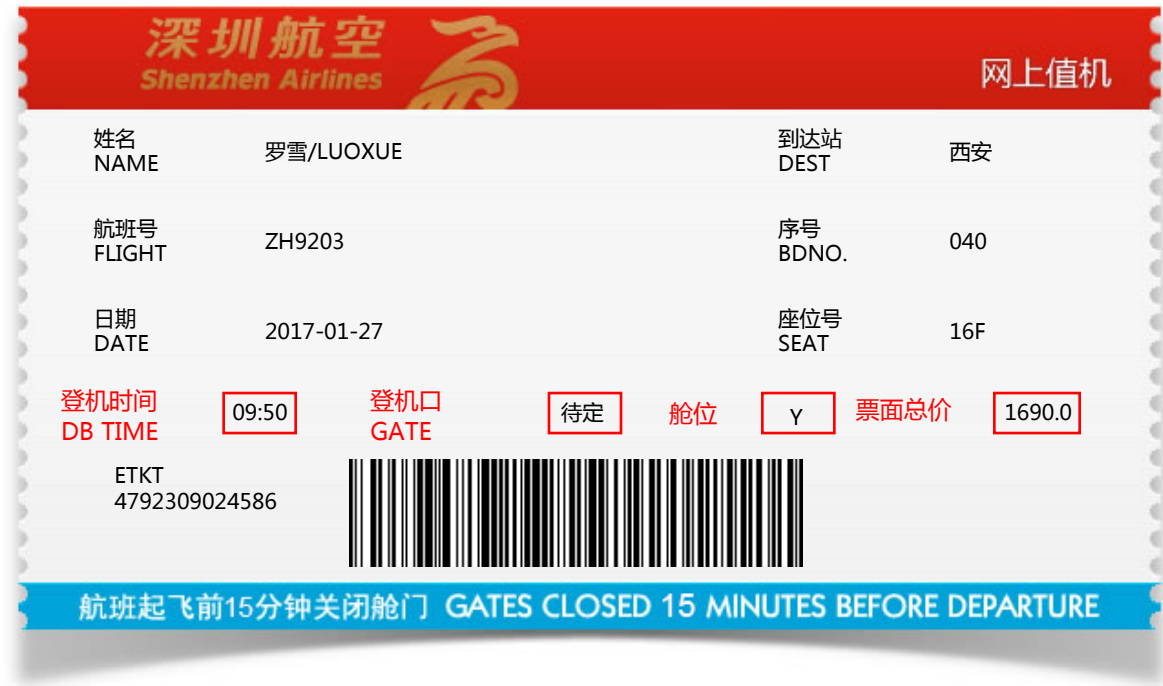 深圳航空
Shenzhen Airlines
网上值机
姓名
NAME
罗雪/LUOXUE
到达站
DEST
西安
航班号
FLIGHT
ZH9203
序号
BDNO.
040
日期
DATE
2017-01-27
座位号
SEAT
16F
登机时间
DB TIME
09:50
登机口
GATE
待定
舱位
Y
票面总价
1690.0
ETKT
4792309024586
航班起飞前15分钟关闭舱门 GATES CLOSED 15 MINUTES BEFORE DEPARTURE